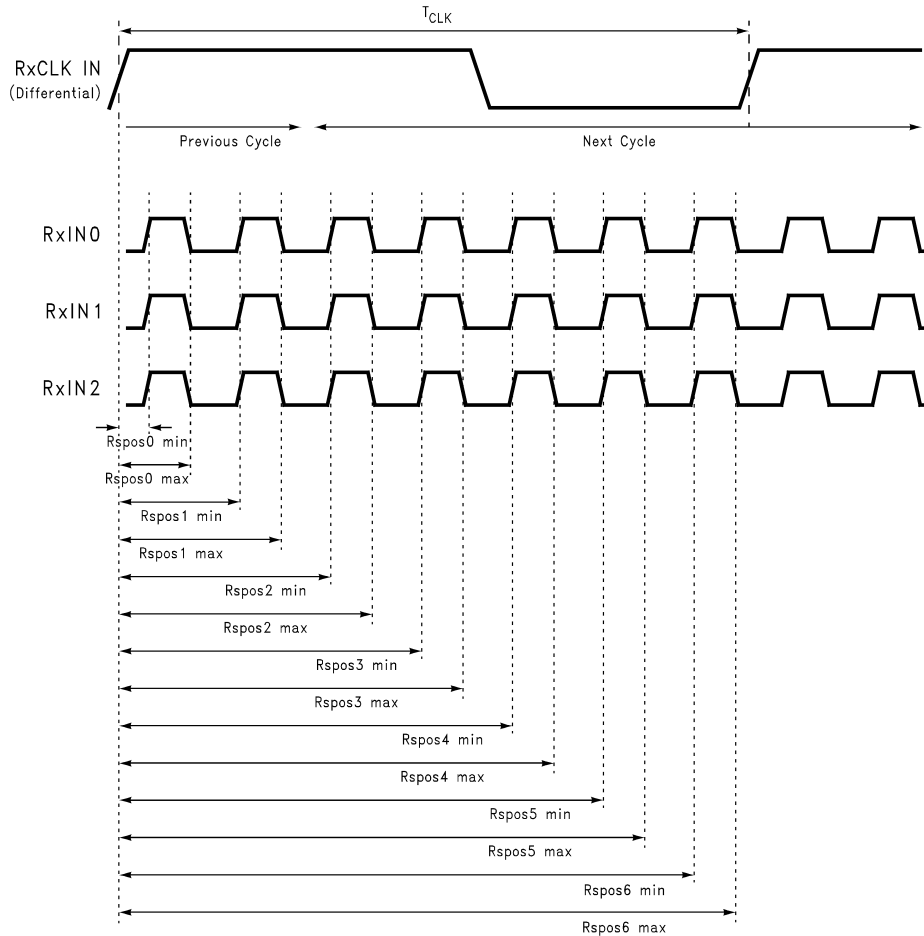 TCLK
RxCLK IN
(Differential)
Previous Cycle
Next Cycle
RxIN0
RxIN1
RxIN2
Rspos0 min
Rspos0 max
Rspos1 min
Rspos1 max
Rspos2 min
Rspos2 max
Rspos3 min
Rspos3 max
Rspos4 min
Rspos4 max
Rspos5 min
Rspos5 max
Rspos6 min
Rspos6 max